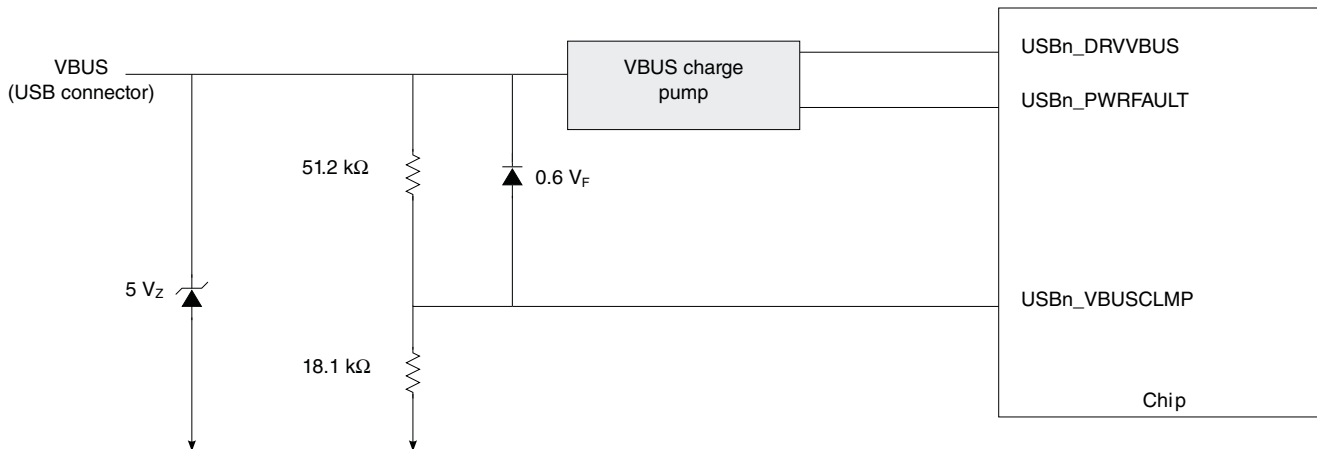 VBUS
(USB connector)
VBUS charge
pump
USBn_DRVVBUS
USBn_PWRFAULT
51.2 kΩ
0.6 VF
5 VZ
USBn_VBUSCLMP
18.1 kΩ
Chip